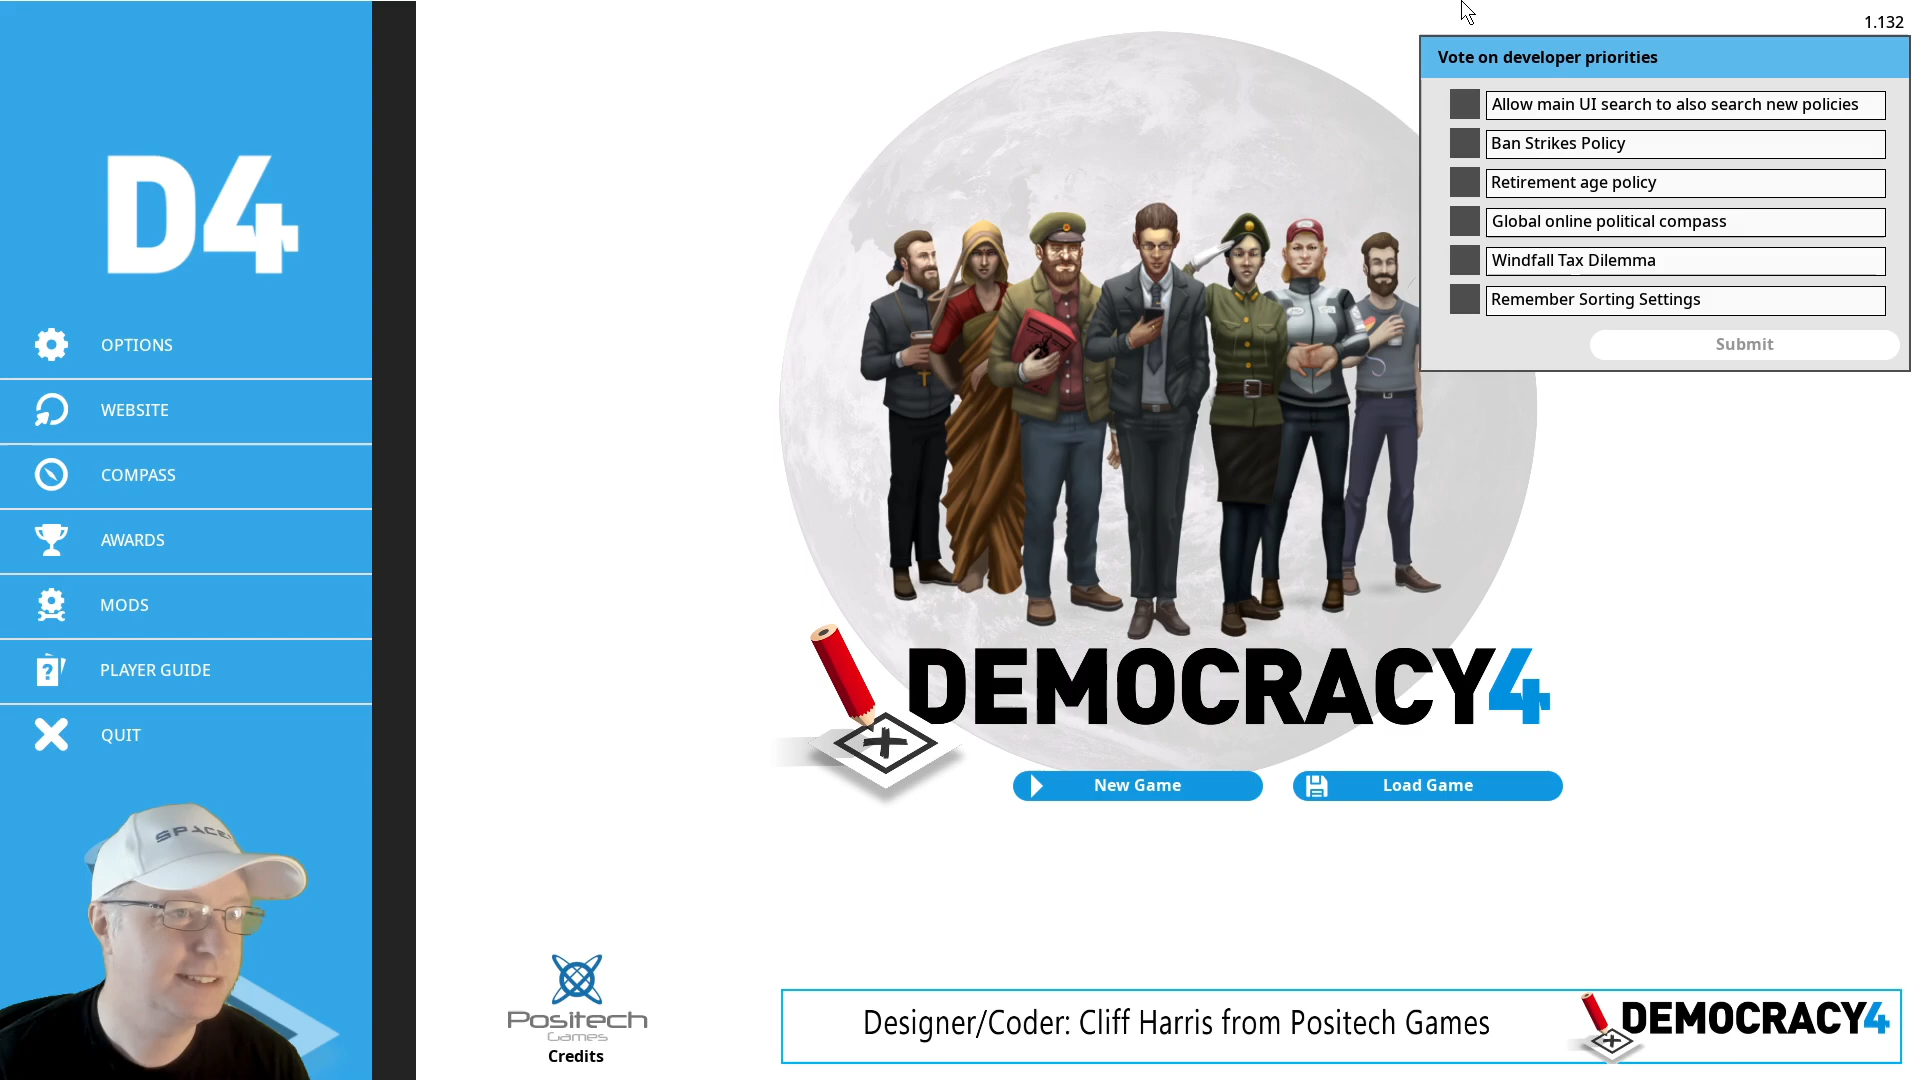 D4
OPTIONS
WEBSITE
COMPASS
AWARDS
MODS
PLAYER GUIDE
QUIT
1.132
Vote on developer priorities
Allow main UI search to also search new policies
Ban Strikes Policy
Retirement age policy
Global online political compass
Windfall Tax Dilemma
Remember Sorting Settings
Submit
DEMOCRACY4
New Game
Load Game
Positech
Games
Credits
Designer/Coder: Cliff Harris from Positech Games
DEMOCRACY4